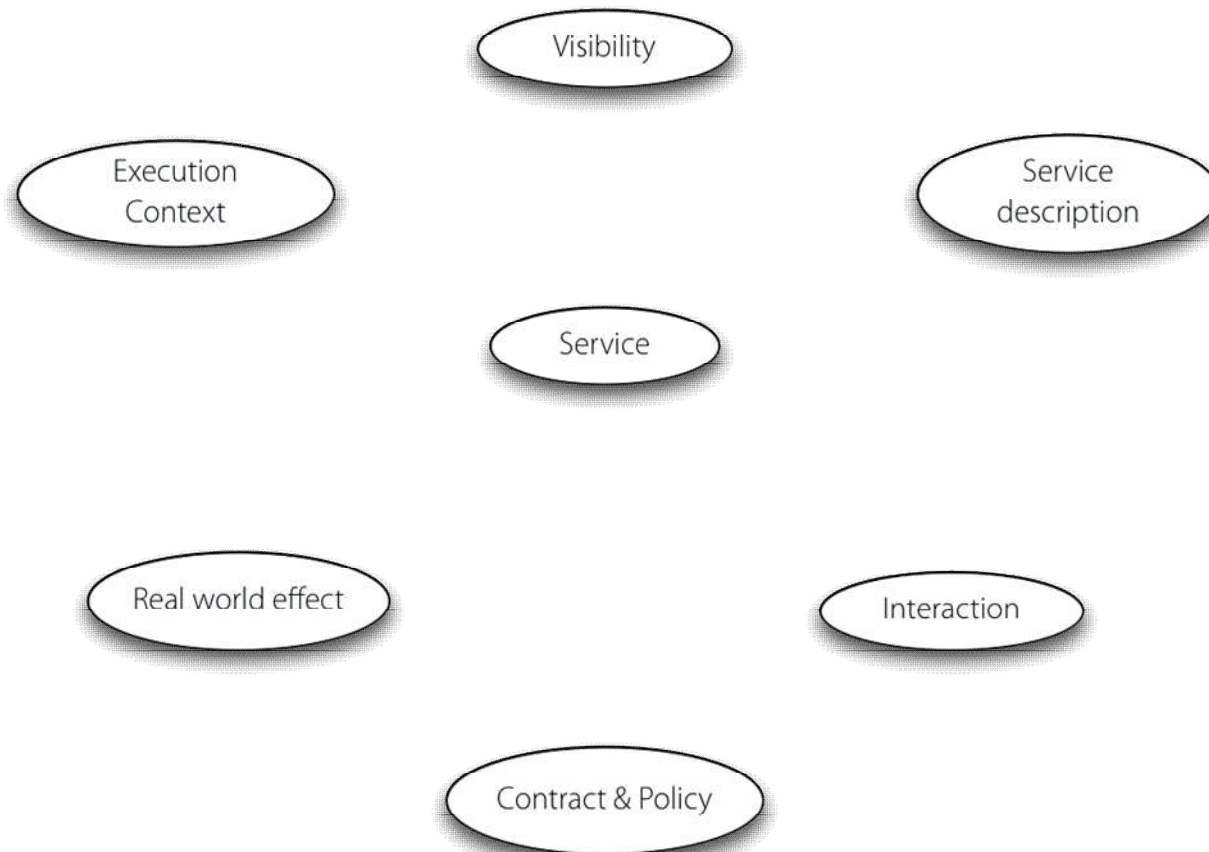 Visibility
Execution
Context
Service
description
Service
Real world effect
Interaction
Contract & Policy